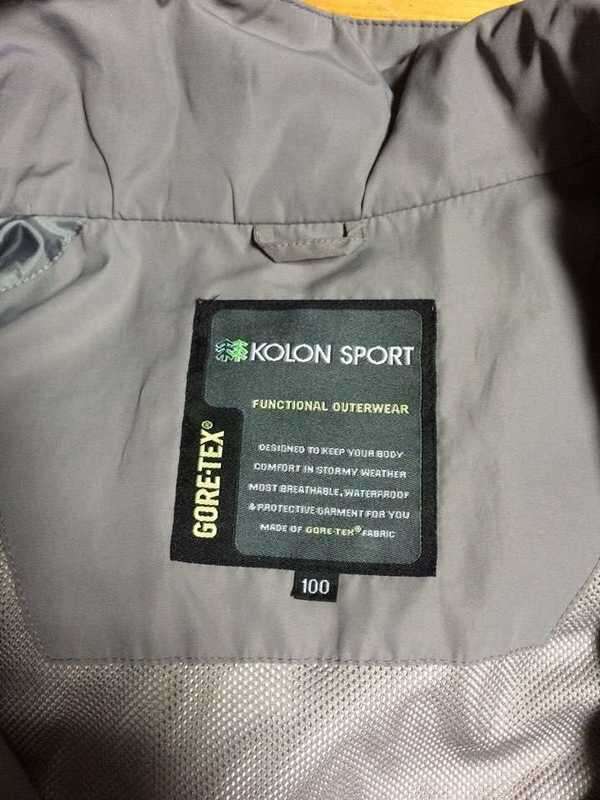 KOLON SPORT
FUNCTIONAL OUTERWEAR
DESIGNED TO KEEP YOUR BODY
COMFORT IN STORMY WEATHER
MOST BREATHABLE, WATERPROOF
& PROTECTIVE GARMENT FOR YOU
MADE OF GORE-TEX® FABRIC
GORE-TEX®
100